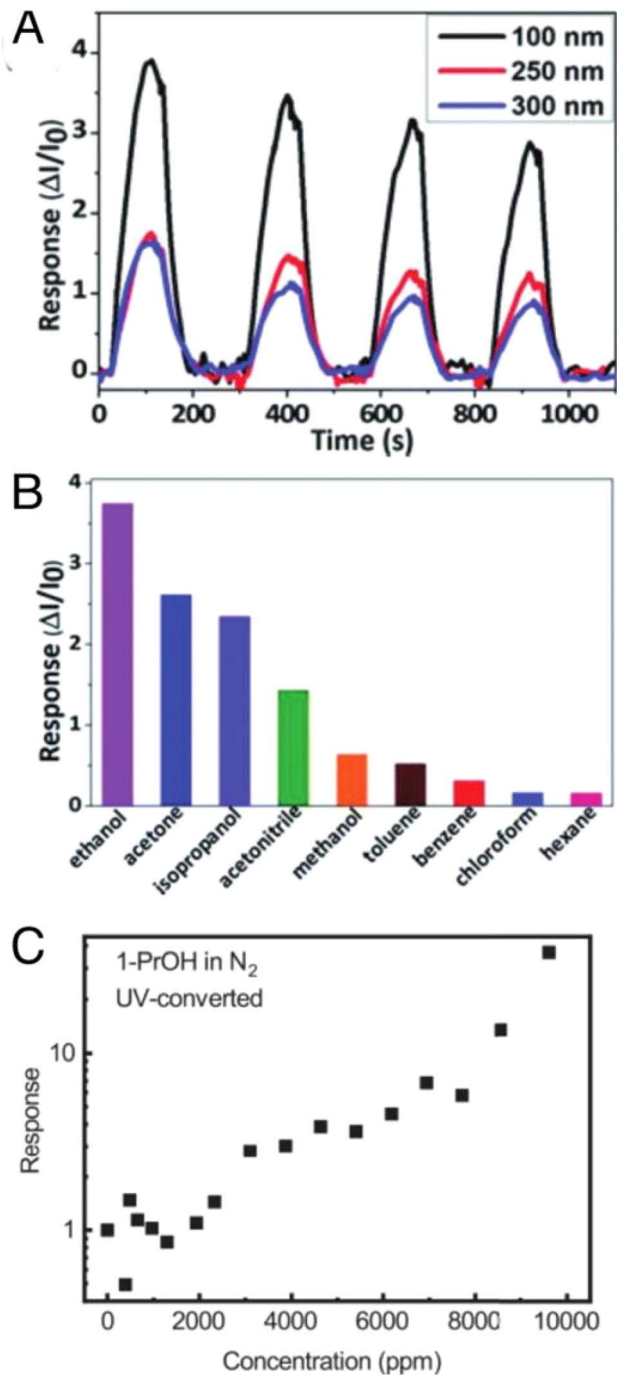 A
100 nm
250 nm
300 nm
Response (ΔI/I0)
4
3
2
1
0
0 200 400 600 800 1000
Time (s)
B
Response (ΔI/I0)
4
3
2
1
0
ethanol
acetone
isopropanol
acetonitrile
methanol
toluene
benzene
chloroform
hexane
C
1-PrOH in N₂
UV-converted
Response
10
1
0 2000 4000 6000 8000 10000
Concentration (ppm)